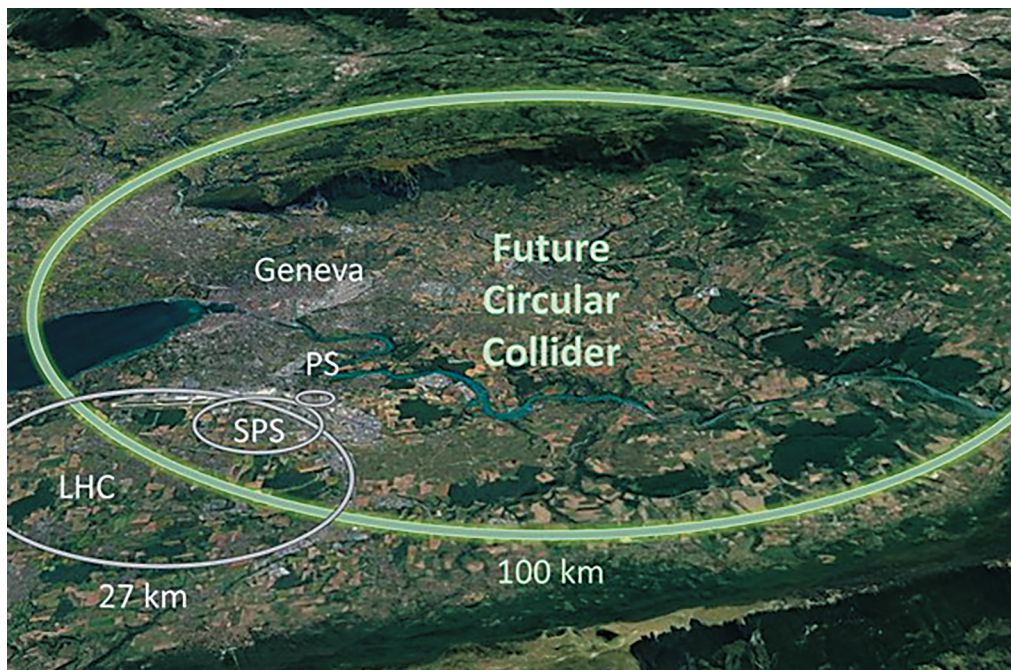 Geneva
Future
Circular
Collider
PS
SPS
LHC
27 km
100 km